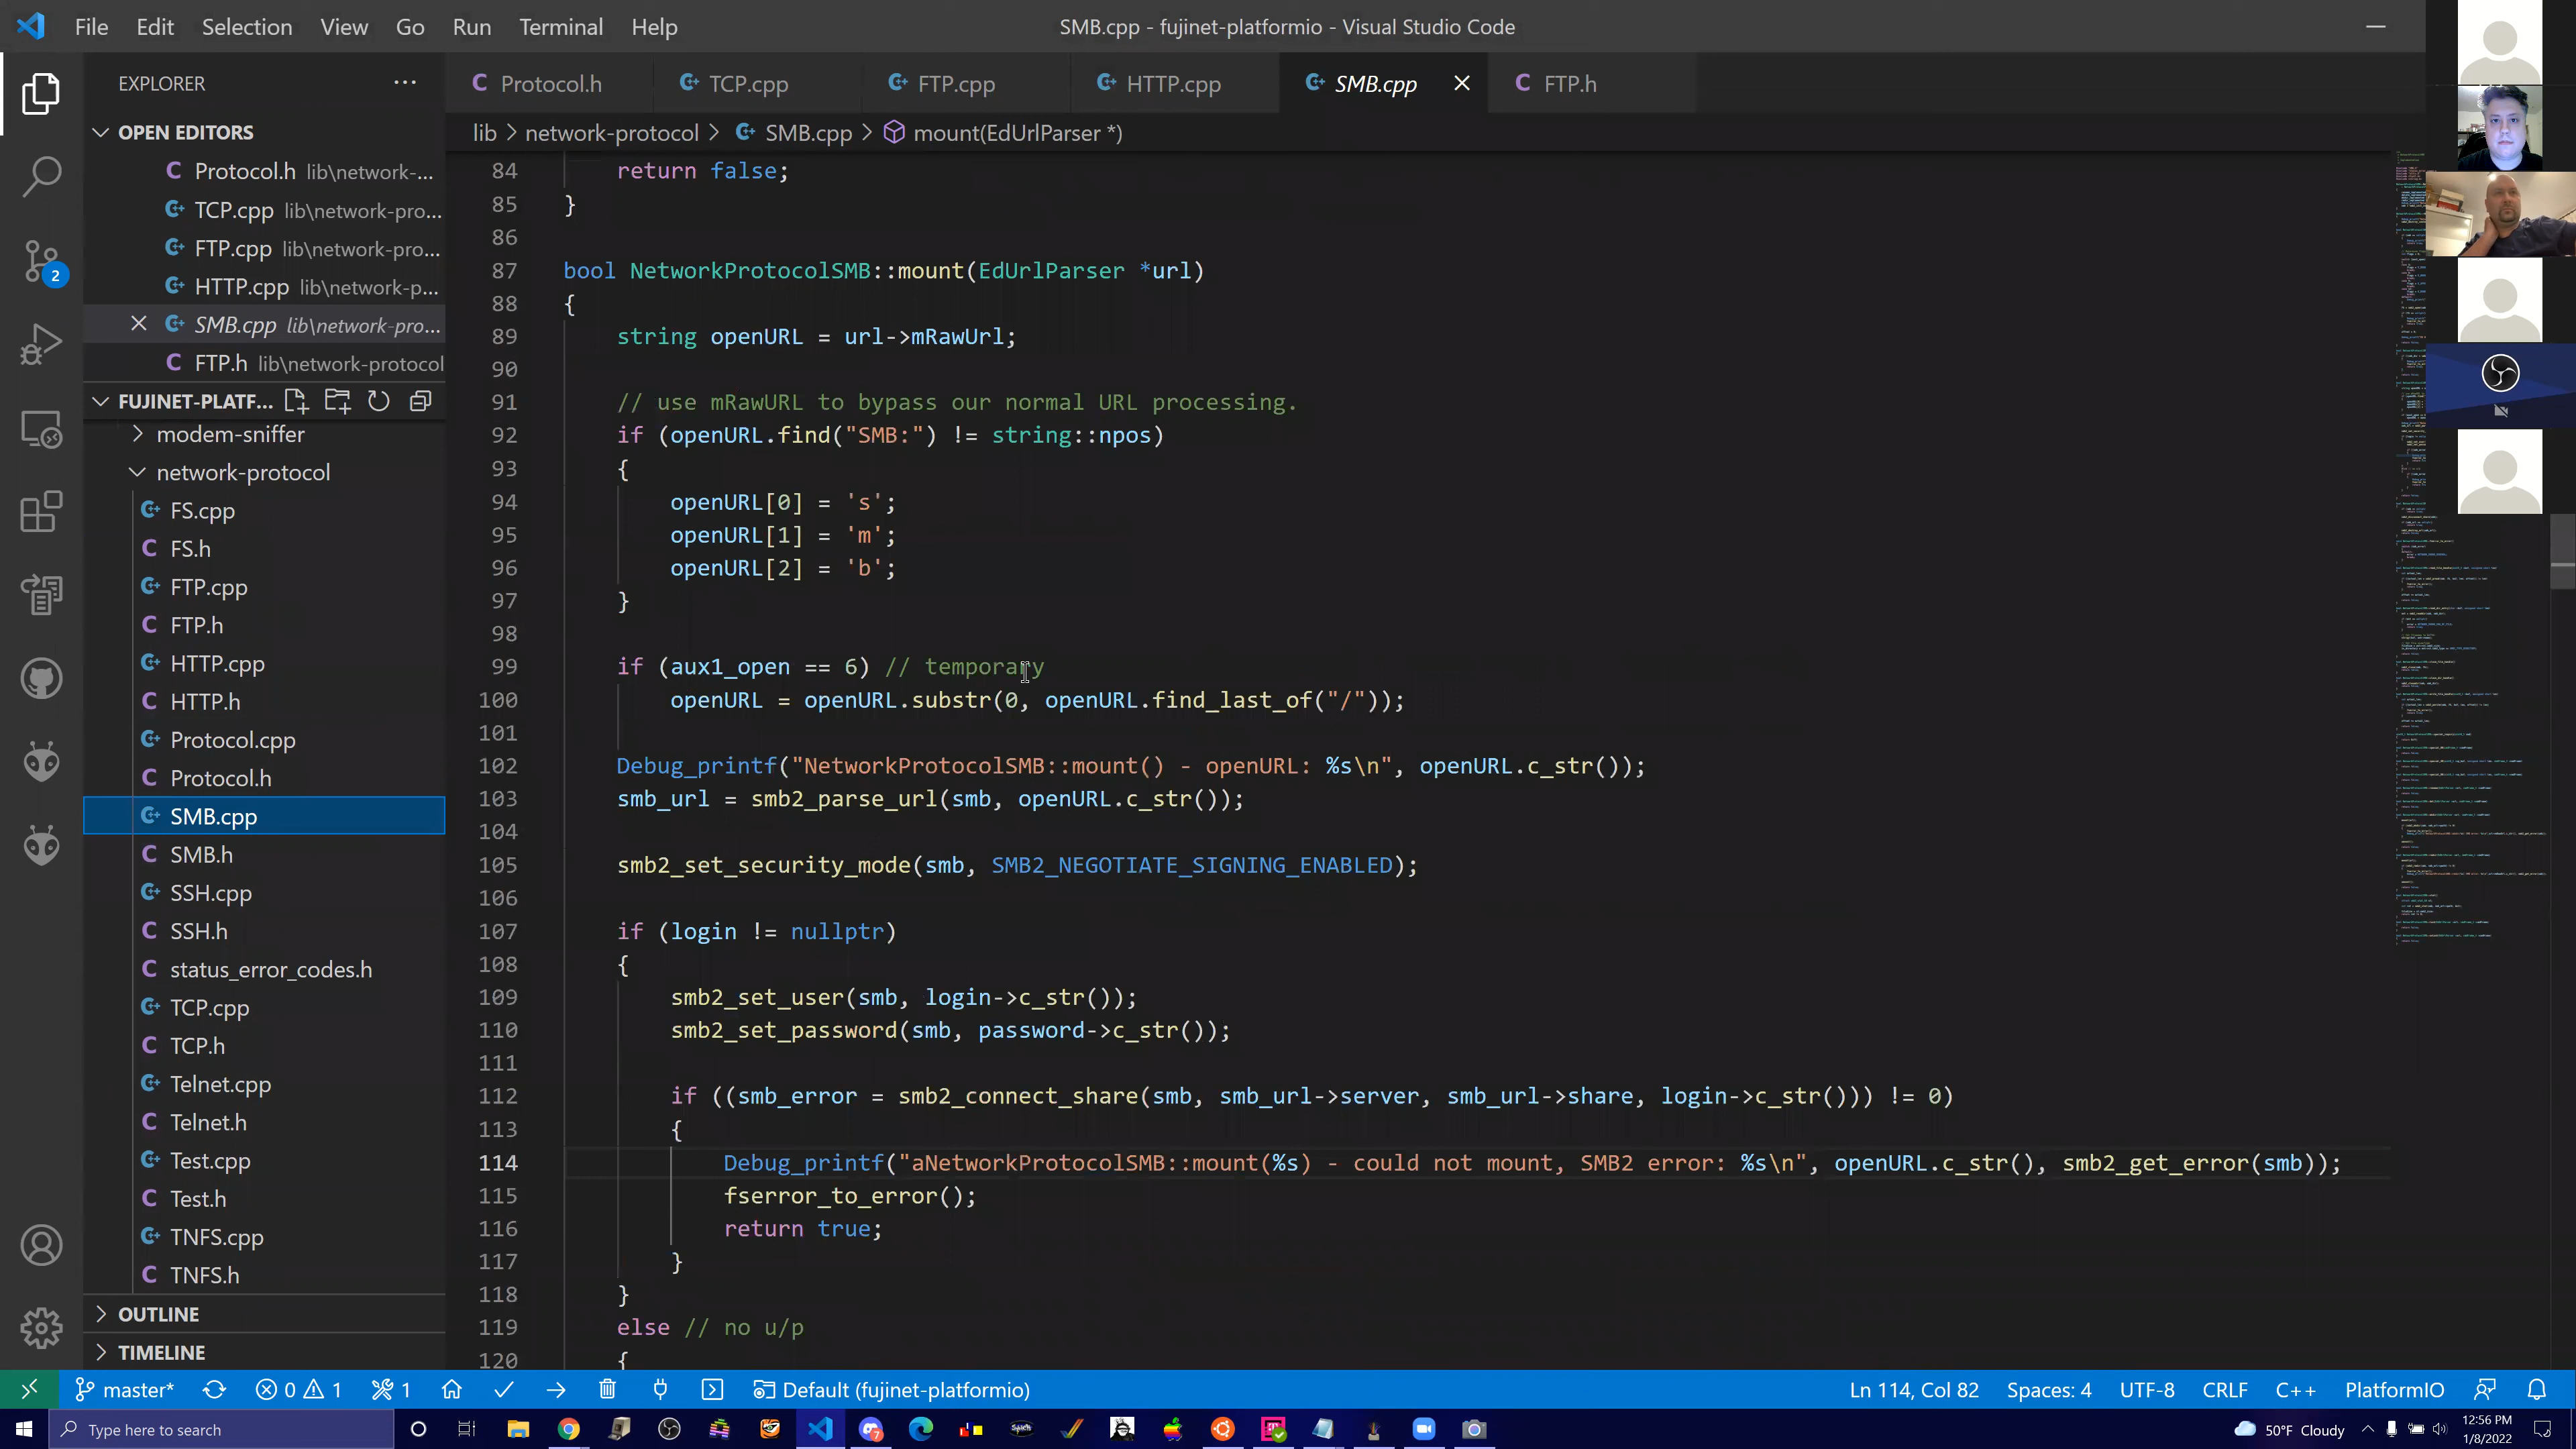 File Edit Selection View Go Run Terminal Help
SMB.cpp - fujinet-platformio - Visual Studio Code
EXPLORER
OPEN EDITORS
Protocol.h lib\network-...
TCP.cpp lib\network-pro...
FTP.cpp lib\network-pro...
HTTP.cpp lib\network-p...
SMB.cpp lib\network-pro...
FTP.h lib\network-protocol
FUJINET-PLATF...
modem-sniffer
network-protocol
FS.cpp
FS.h
FTP.cpp
FTP.h
HTTP.cpp
HTTP.h
Protocol.cpp
Protocol.h
SMB.cpp
SMB.h
SSH.cpp
SSH.h
status_error_codes.h
TCP.cpp
TCP.h
Telnet.cpp
Telnet.h
Test.cpp
Test.h
TNFS.cpp
TNFS.h
OUTLINE
TIMELINE
2
Protocol.h TCP.cpp FTP.cpp HTTP.cpp SMB.cpp FTP.h
lib > network-protocol > SMB.cpp > mount(EdUrlParser *)
84 return false;
85 }
86
87 bool NetworkProtocolSMB::mount(EdUrlParser *url)
88 {
89 string openURL = url->mRawUrl;
90
91 // use mRawURL to bypass our normal URL processing.
92 if (openURL.find("SMB:") != string::npos)
93 {
94 openURL[0] = 's';
95 openURL[1] = 'm';
96 openURL[2] = 'b';
97 }
98
99 if (aux1_open == 6) // temporary
100 openURL = openURL.substr(0, openURL.find_last_of("/"));
101
102 Debug_printf("NetworkProtocolSMB::mount() - openURL: %s\n", openURL.c_str());
103 smb_url = smb2_parse_url(smb, openURL.c_str());
104
105 smb2_set_security_mode(smb, SMB2_NEGOTIATE_SIGNING_ENABLED);
106
107 if (login != nullptr)
108 {
109 smb2_set_user(smb, login->c_str());
110 smb2_set_password(smb, password->c_str());
111
112 if ((smb_error = smb2_connect_share(smb, smb_url->server, smb_url->share, login->c_str())) != 0)
113 {
114 Debug_printf("aNetworkProtocolSMB::mount(%s) - could not mount, SMB2 error: %s\n", openURL.c_str(), smb2_get_error(smb));
115 fserror_to_error();
116 return true;
117 }
118 }
119 else // no u/p
120 {
master* 0 1 1 Default (fujinet-platformio) Ln 114, Col 82 Spaces: 4 UTF-8 CRLF C++ PlatformIO
Type here to search
7
50°F Cloudy
12:56 PM
1/8/2022